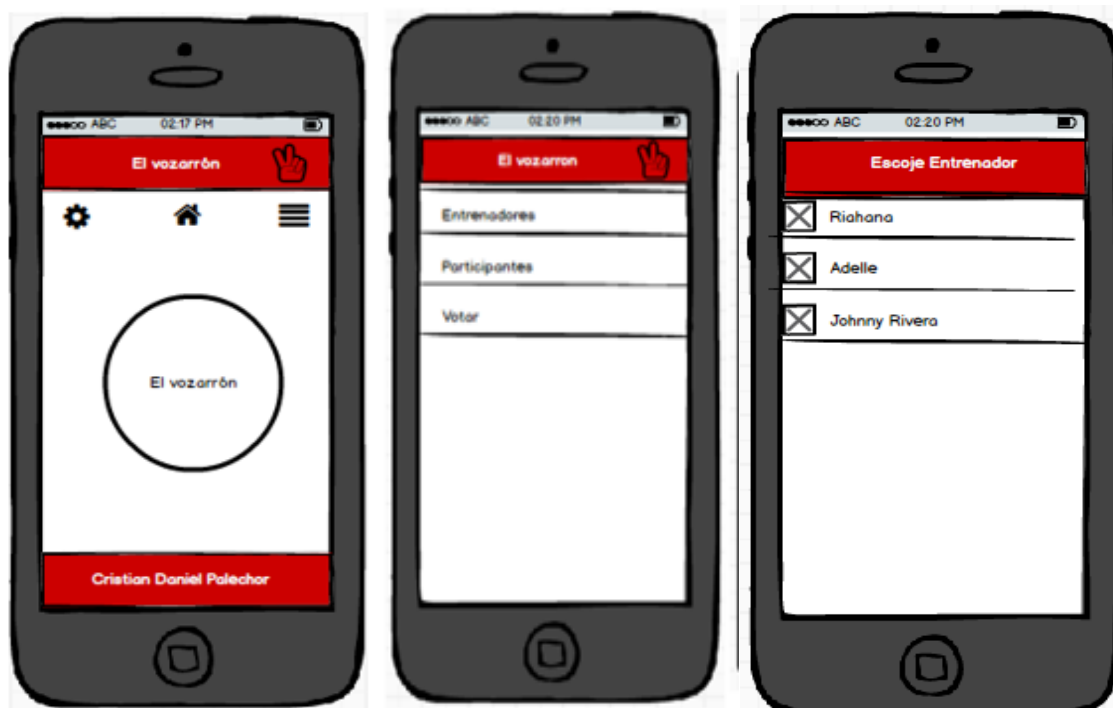 ABC 02:17 PM
El vozarrón
El vozarrón
Cristian Daniel Palechor
ABC 02:20 PM
El vozarron
Entrenadores
Participantes
Votar
ABC 02:20 PM
Escoje Entrenador
Riahana
Adelle
Johnny Rivera